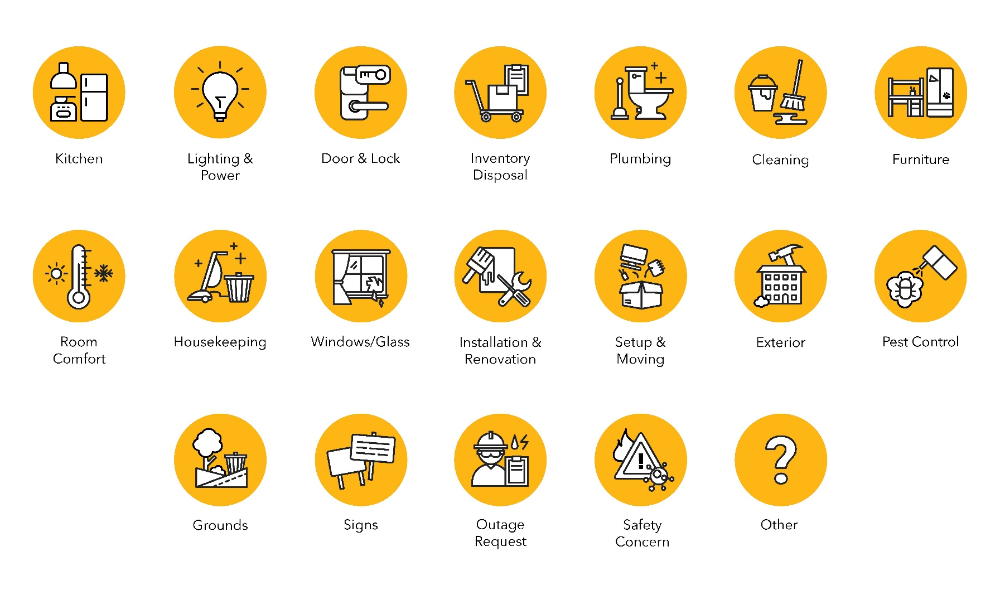 Kitchen
Lighting &
Power
Door & Lock
Inventory
Disposal
Plumbing
Cleaning
Furniture
Room
Comfort
Housekeeping
Windows/Glass
Installation &
Renovation
Setup &
Moving
Exterior
Pest Control
Grounds
Signs
Outage
Request
!
Safety
Concern
?
Other